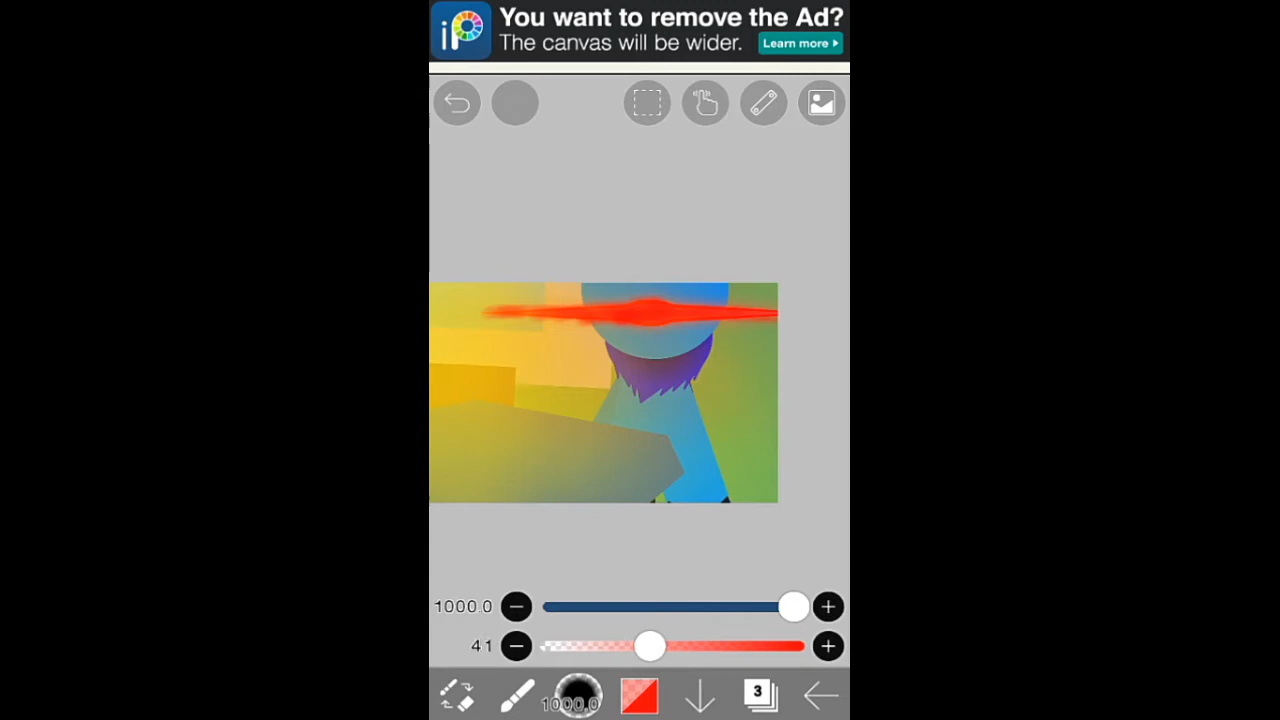 iP
You want to remove the Ad?
The canvas will be wider.
Learn more
1000.0
41
1000.0
3